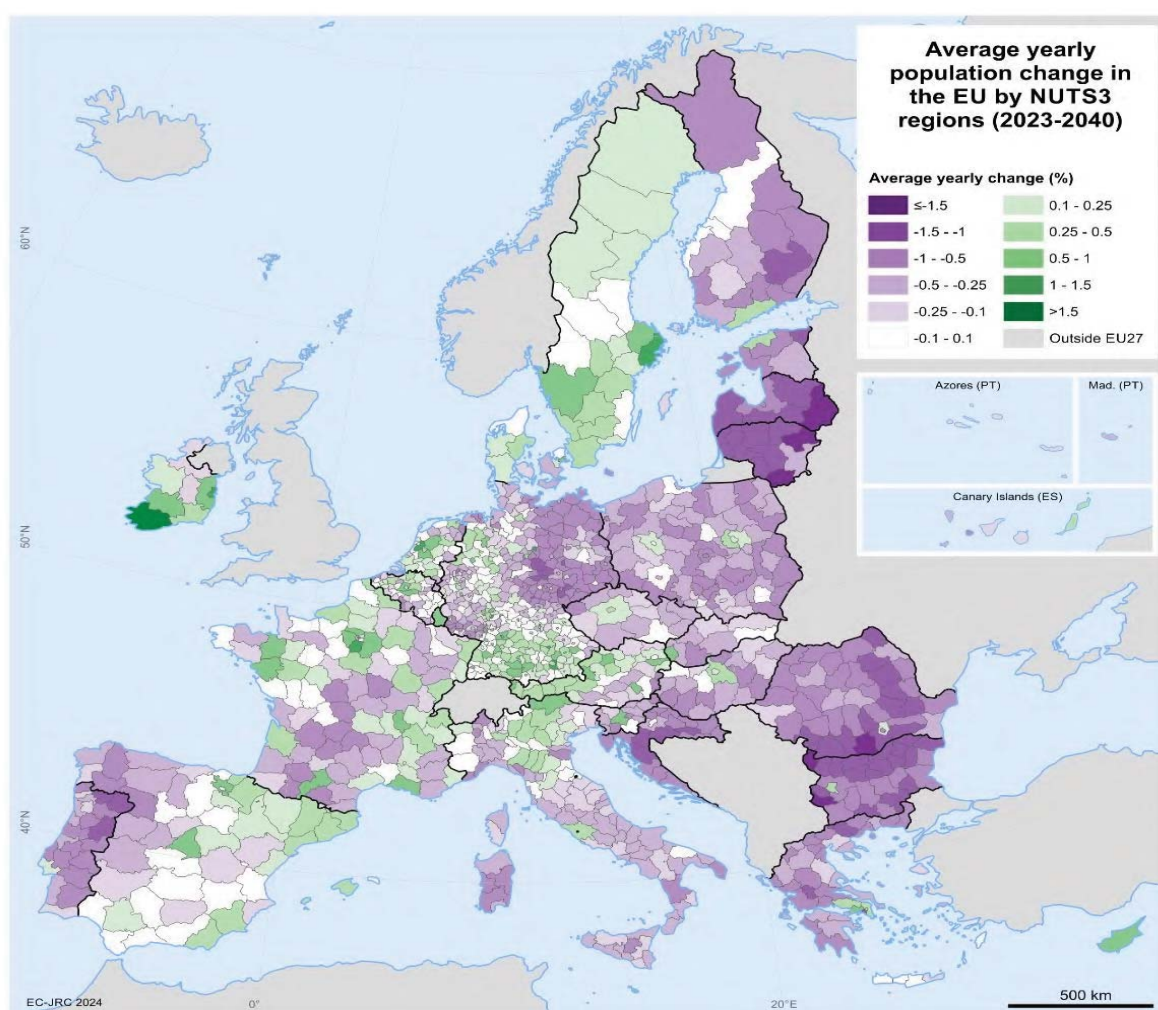 Average yearly
population change in
the EU by NUTS3
regions (2023-2040)
Average yearly change (%)
≤-1.5
-1.5 - -1
-1 - -0.5
-0.5 - -0.25
-0.25 - -0.1
-0.1 - 0.1
0.1 - 0.25
0.25 - 0.5
0.5 - 1
1 - 1.5
>1.5
Outside EU27
Azores (PT)
Mad. (PT)
Canary Islands (ES)
60°N
50°N
40°N
EC-JRC 2024
0°
20°E
500 km